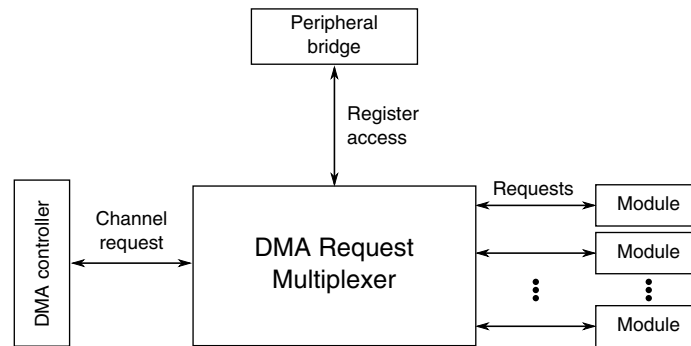 Peripheral
bridge
Register
access
DMA controller
Channel
request
DMA Request
Multiplexer
Requests
Module
Module
Module